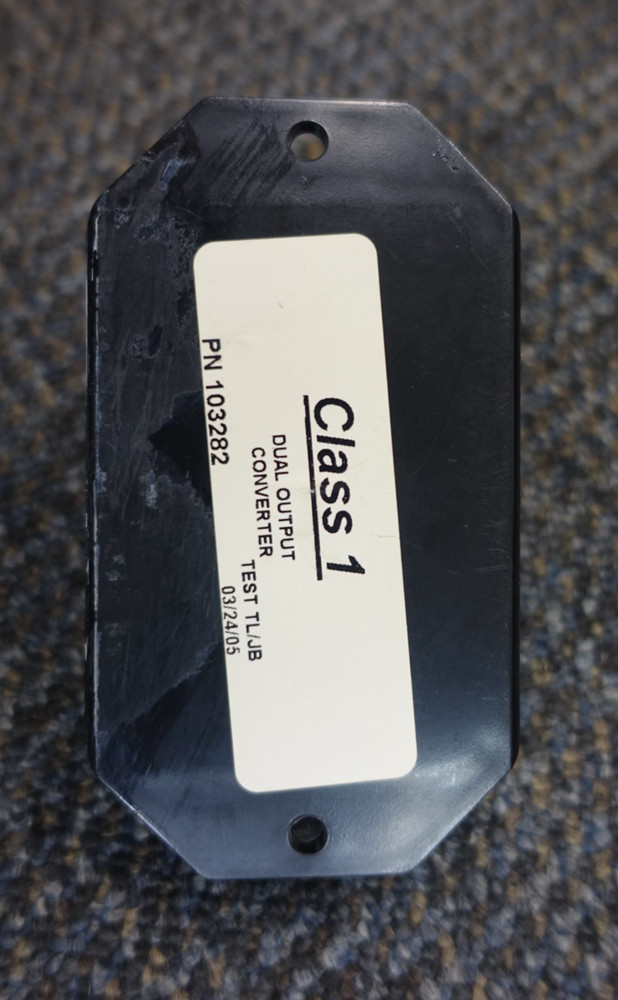 Class 1
DUAL OUTPUT
CONVERTER
TEST TL/JB
PN 103282
03/24/05